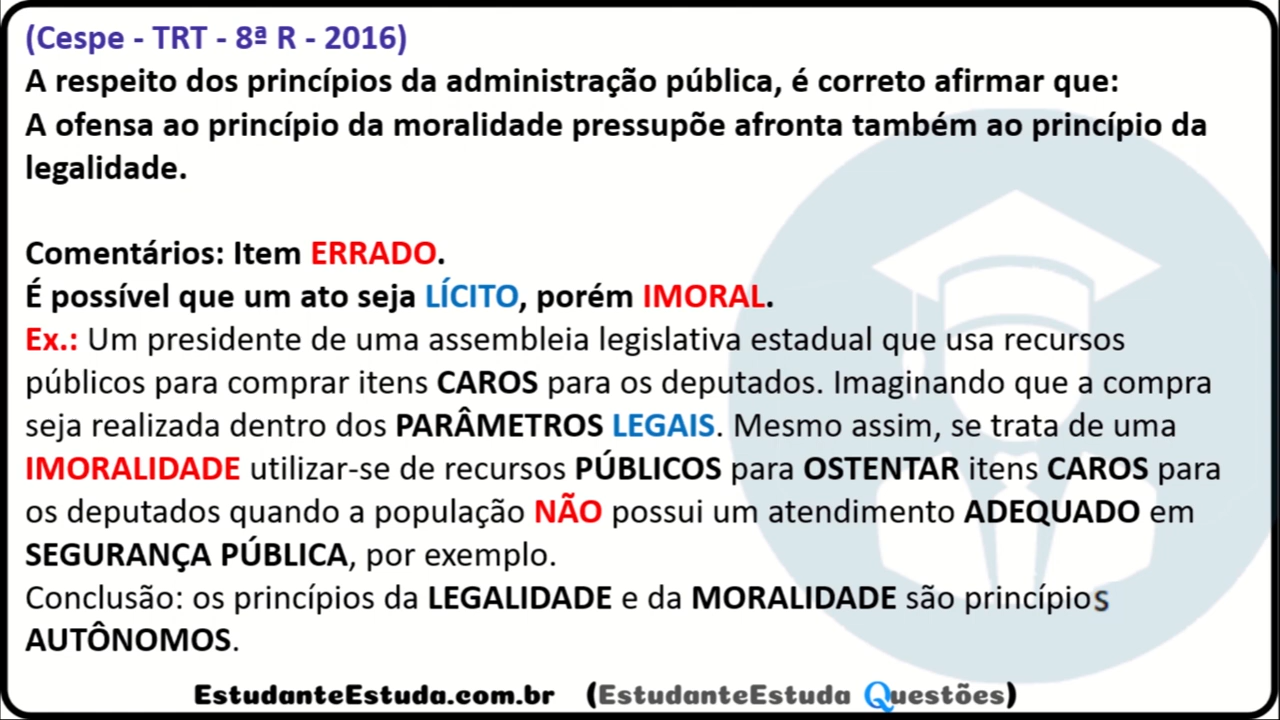 (Cespe - TRT - 8ª R - 2016)
A respeito dos princípios da administração pública, é correto afirmar que:
A ofensa ao princípio da moralidade pressupõe afronta também ao princípio da
legalidade.
Comentários: Item ERRADO.
É possível que um ato seja LÍCITO, porém IMORAL.
Ex.: Um presidente de uma assembleia legislativa estadual que usa recursos
públicos para comprar itens CAROS para os deputados. Imaginando que a compra
seja realizada dentro dos PARÂMETROS LEGAIS. Mesmo assim, se trata de uma
IMORALIDADE utilizar-se de recursos PÚBLICOS para OSTENTAR itens CAROS para
os deputados quando a população NÃO possui um atendimento ADEQUADO em
SEGURANÇA PÚBLICA, por exemplo.
Conclusão: os princípios da LEGALIDADE e da MORALIDADE são princípios
AUTÔNOMOS.
EstudanteEstuda.com.br (EstudanteEstuda Questões)